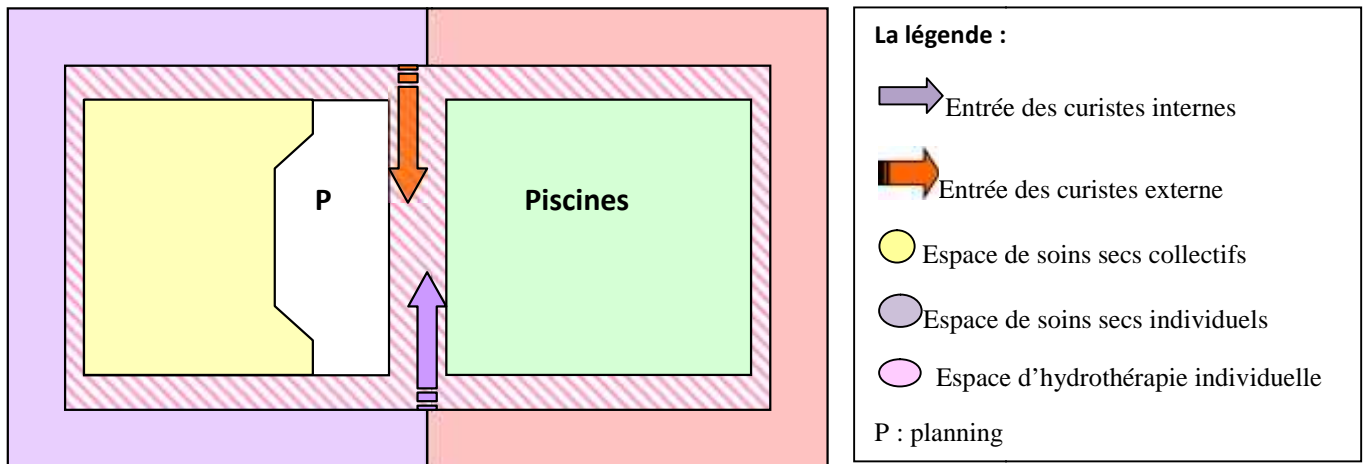 P
Piscines
La légende :
Entrée des curistes internes
Entrée des curistes externe
Espace de soins secs collectifs
Espace de soins secs individuels
Espace d’hydrothérapie individuelle
P : planning